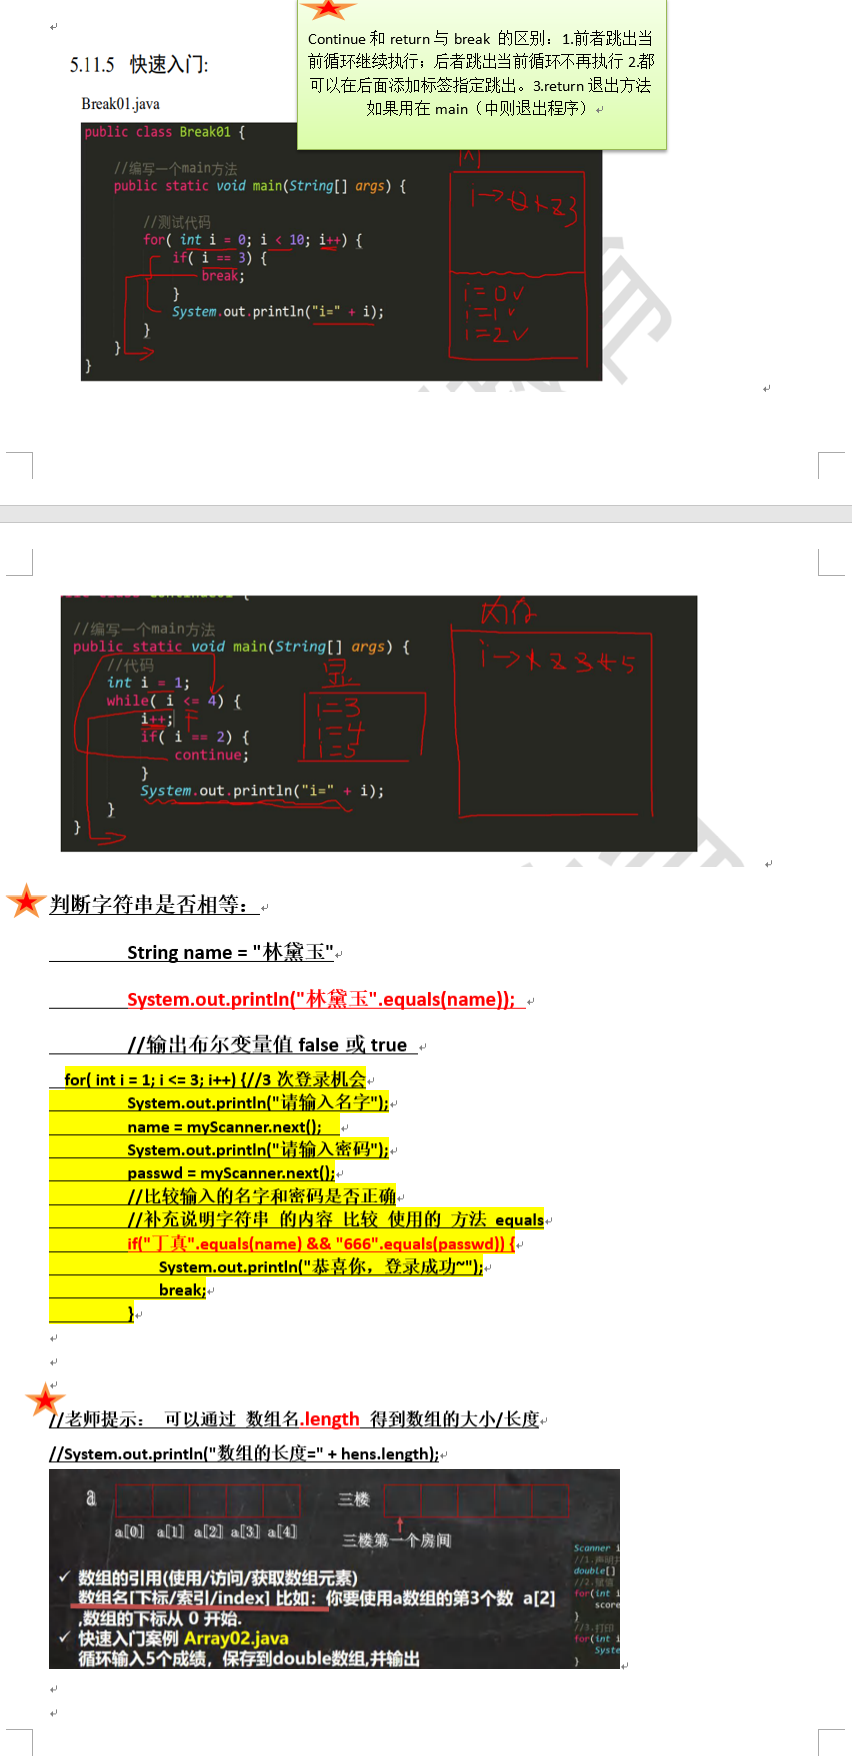 Continue 和 return 与 break 的区别：1.前者跳出当
前循环继续执行；后者跳出当前循环不再执行 2.都
可以在后面添加标签指定跳出。3.return 退出方法
如果用在 main（中则退出程序）
5.11.5 快速入门:
Break01.java
public class Break01 {
//编写一个main方法
public static void main(String[] args) {
//测试代码
for( int i = 0; i < 10; i++) {
if( i == 3) {
break;
}
System.out.println("i=" + i);
}
}
}
i=0
i=1
i=2
//编写一个main方法
public static void main(String[] args) {
//代码
int i = 1;
while( i <= 4) {
i++;
if( i == 2) {
continue;
}
System.out.println("i=" + i);
}
}
显
i=3
i=4
i=5
内存
判断字符串是否相等：
String name = "林黛玉"
System.out.println("林黛玉".equals(name));
//输出布尔变量值 false 或 true
for( int i = 1; i <= 3; i++) {//3 次登录机会
System.out.println("请输入名字");
name = myScanner.next();
System.out.println("请输入密码");
passwd = myScanner.next();
//比较输入的名字和密码是否正确
//补充说明字符串 的内容 比较 使用的 方法 equals
if("丁真".equals(name) && "666".equals(passwd)) {
System.out.println("恭喜你，登录成功~");
break;
}
//老师提示： 可以通过 数组名.length 得到数组的大小/长度
//System.out.println("数组的长度=" + hens.length);
a
三楼
a[0] a[1] a[2] a[3] a[4]
三楼第一个房间
✓ 数组的引用(使用/访问/获取数组元素)
数组名[下标/索引/index] 比如：你要使用a数组的第3个数 a[2]
,数组的下标从 0 开始.
✓ 快速入门案例 Array02.java
循环输入5个成绩，保存到double数组,并输出
Scanner i
double[]
for(int i
score
}
//3.打印
for(int i
Syste
}